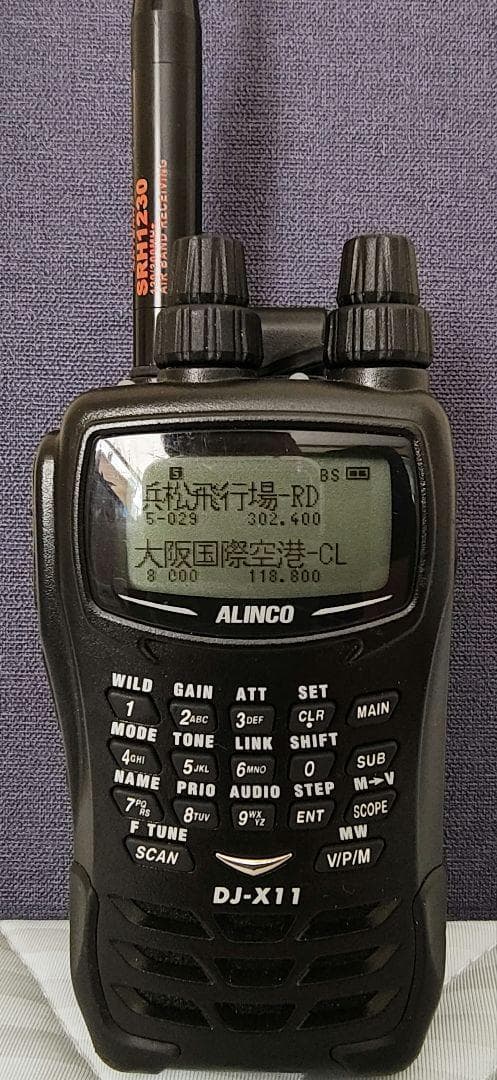 SRH1230
120/300MHz
AIR BAND RECEIVING
S BS
浜松飛行場-RD
5-029 302.400
大阪国際空港-CL
8 000 118.800
ALINCO
WILD GAIN ATT SET
1 2ABC 3DEF CLR MAIN
MODE TONE LINK SHIFT
4GHI 5JKL 6MNO 0 SUB
NAME PRIO AUDIO STEP M→V
7PQRS 8TUV 9WXYZ ENT SCOPE
F TUNE MW
SCAN V/P/M
DJ-X11